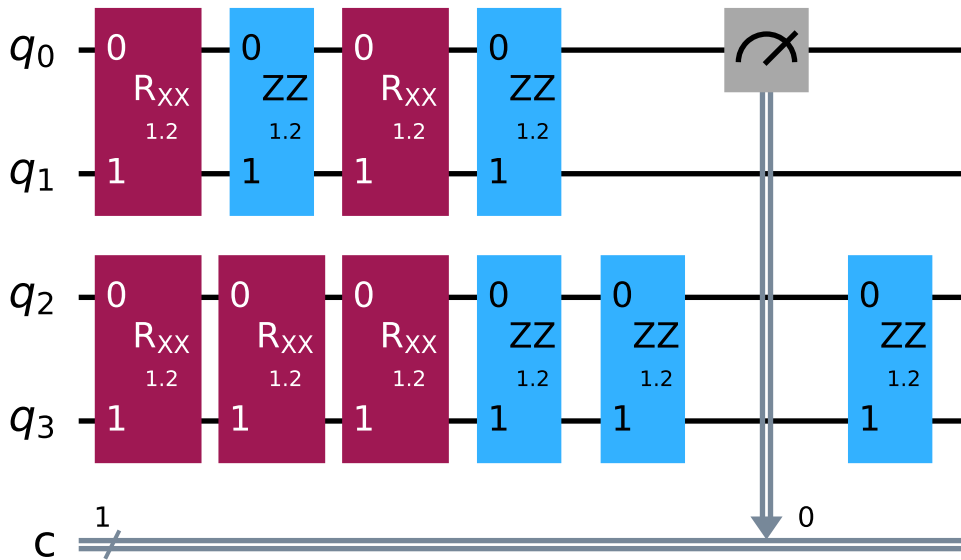 q0 0 0 0 0
RXX ZZ RXX ZZ
1.2 1.2 1.2 1.2
q1 1 1 1 1
q2 0 0 0 0 0 0
RXX RXX RXX ZZ ZZ ZZ
1.2 1.2 1.2 1.2 1.2 1.2
q3 1 1 1 1 1 1
1 0
c